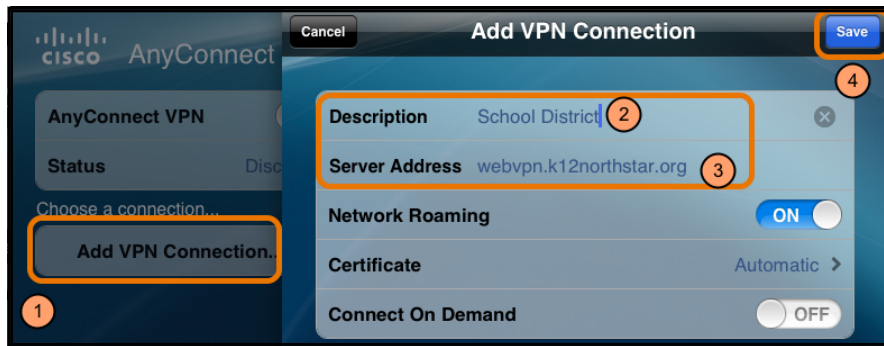 cisco AnyConnect
AnyConnect VPN
Status Disc
Choose a connection...
Add VPN Connection..
1
Cancel Add VPN Connection Save
4
Description School District 2
Server Address webvpn.k12northstar.org 3
Network Roaming ON
Certificate Automatic >
Connect On Demand OFF